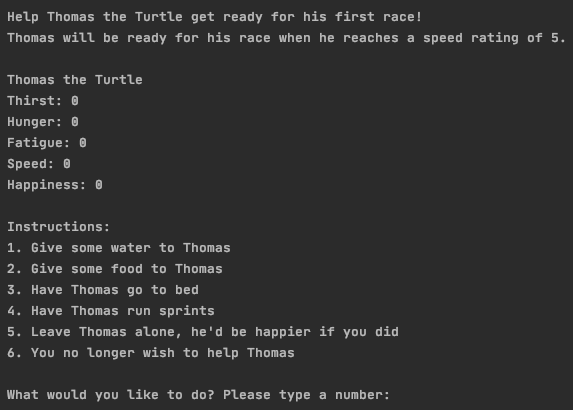 Help Thomas the Turtle get ready for his first race!
Thomas will be ready for his race when he reaches a speed rating of 5.
Thomas the Turtle
Thirst: 0
Hunger: 0
Fatigue: 0
Speed: 0
Happiness: 0
Instructions:
1. Give some water to Thomas
2. Give some food to Thomas
3. Have Thomas go to bed
4. Have Thomas run sprints
5. Leave Thomas alone, he'd be happier if you did
6. You no longer wish to help Thomas
What would you like to do? Please type a number: